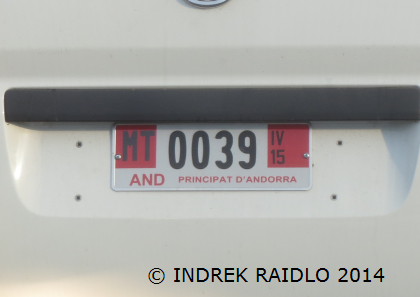 MT 0039 IV 15
AND PRINCIPAT D'ANDORRA
© INDREK RAIDLO 2014